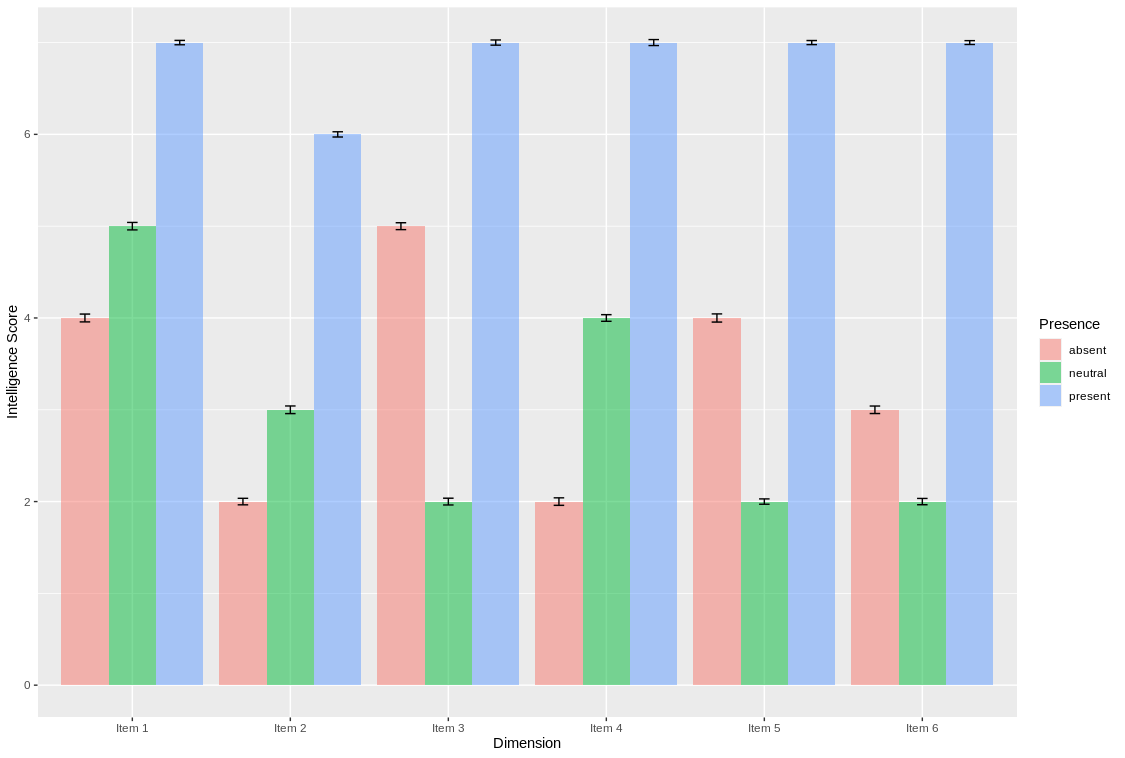 Intelligence Score
6
4
2
0
Item 1 Item 2 Item 3 Item 4 Item 5 Item 6
Dimension
Presence
absent
neutral
present